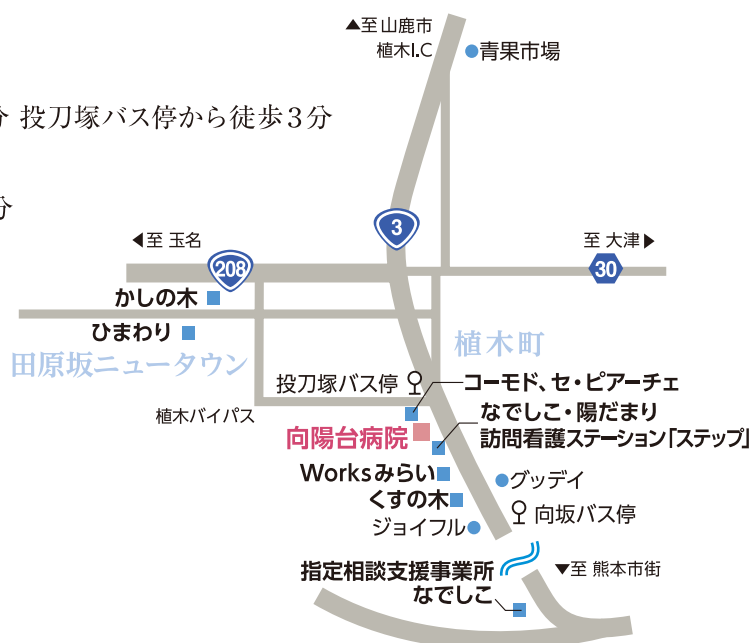 ▲至 山鹿市
植木I.C
青果市場
分 投刀塚バス停から徒歩3分
分
3
◀至 玉名
至 大津▶
208
30
かしの木
ひまわり
田原坂ニュータウン
植木町
投刀塚バス停
コーモド、セ・ピアーチェ
植木バイパス
なでしこ・陽だまり
訪問看護ステーション「ステップ」
向陽台病院
Worksみらい
グッデイ
くすの木
向坂バス停
ジョイフル
指定相談支援事業所
なでしこ
▼至 熊本市街